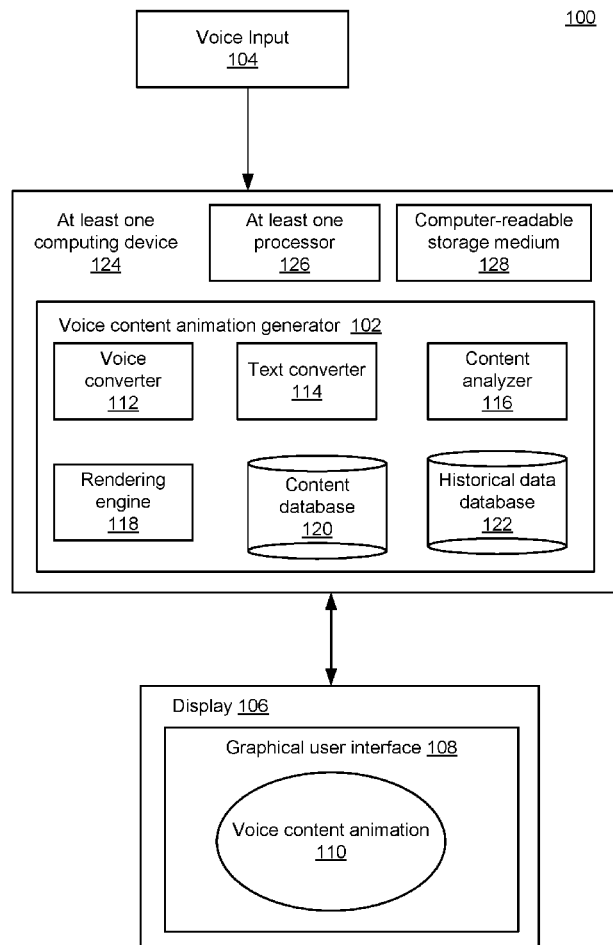 100
Voice Input
104
At least one
computing device
124
At least one
processor
126
Computer-readable
storage medium
128
Voice content animation generator 102
Voice
converter
112
Text converter
114
Content
analyzer
116
Rendering
engine
118
Content
database
120
Historical data
database
122
Display 106
Graphical user interface 108
Voice content animation
110